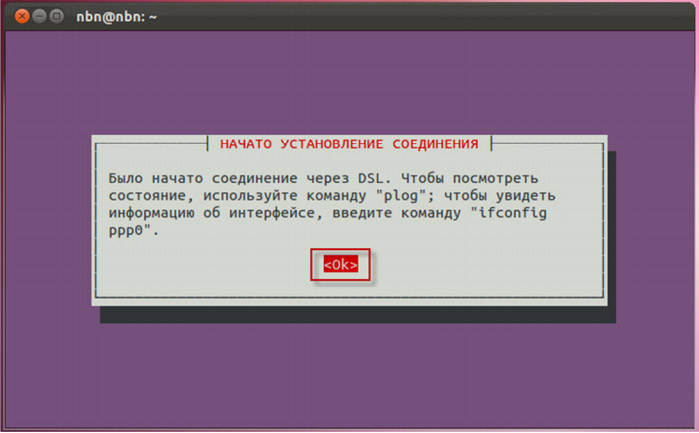 nbn@nbn: ~
НАЧАТО УСТАНОВЛЕНИЕ СОЕДИНЕНИЯ
Было начато соединение через DSL. Чтобы посмотреть
состояние, используйте команду "plog"; чтобы увидеть
информацию об интерфейсе, введите команду "ifconfig
ppp0".
<Ok>